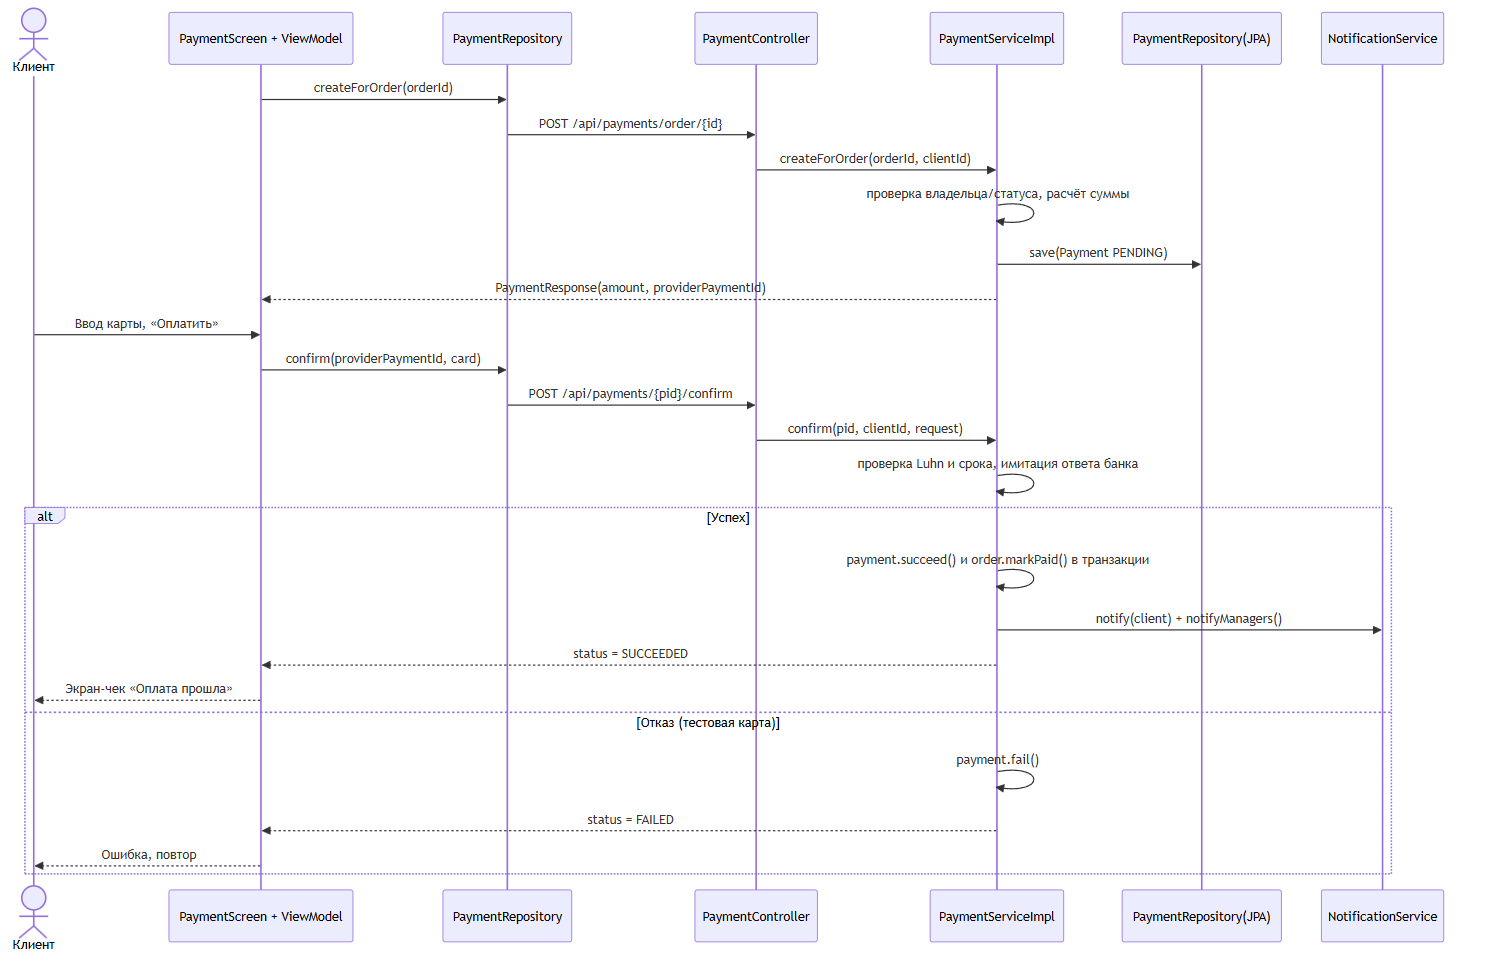 Клиент
PaymentScreen + ViewModel
PaymentRepository
PaymentController
PaymentServiceImpl
PaymentRepository(JPA)
NotificationService
createForOrder(orderId)
POST /api/payments/order/{id}
createForOrder(orderId, clientId)
проверка владельца/статуса, расчёт суммы
save(Payment PENDING)
PaymentResponse(amount, providerPaymentId)
Ввод карты, «Оплатить»
confirm(providerPaymentId, card)
POST /api/payments/{pid}/confirm
confirm(pid, clientId, request)
проверка Luhn и срока, имитация ответа банка
alt
[Успех]
payment.succeed() и order.markPaid() в транзакции
notify(client) + notifyManagers()
status = SUCCEEDED
Экран-чек «Оплата прошла»
[Отказ (тестовая карта)]
payment.fail()
status = FAILED
Ошибка, повтор
Клиент
PaymentScreen + ViewModel
PaymentRepository
PaymentController
PaymentServiceImpl
PaymentRepository(JPA)
NotificationService